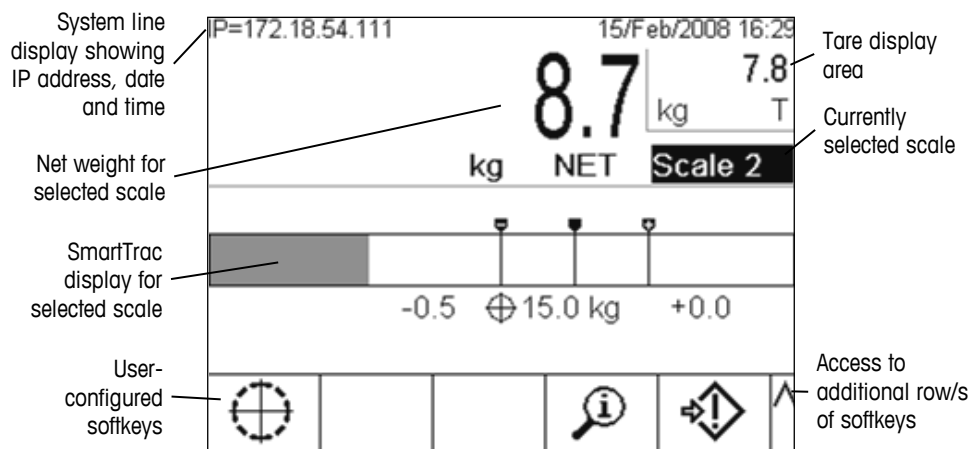 System line
display showing
IP address, date
and time
Net weight for
selected scale
SmartTrac
display for
selected scale
User-
configured
softkeys
IP=172.18.54.111
15/Feb/2008 16:29
8.7
kg NET
7.8
kg T
Scale 2
-0.5 15.0 kg +0.0
Tare display
area
Currently
selected scale
Access to
additional row/s
of softkeys